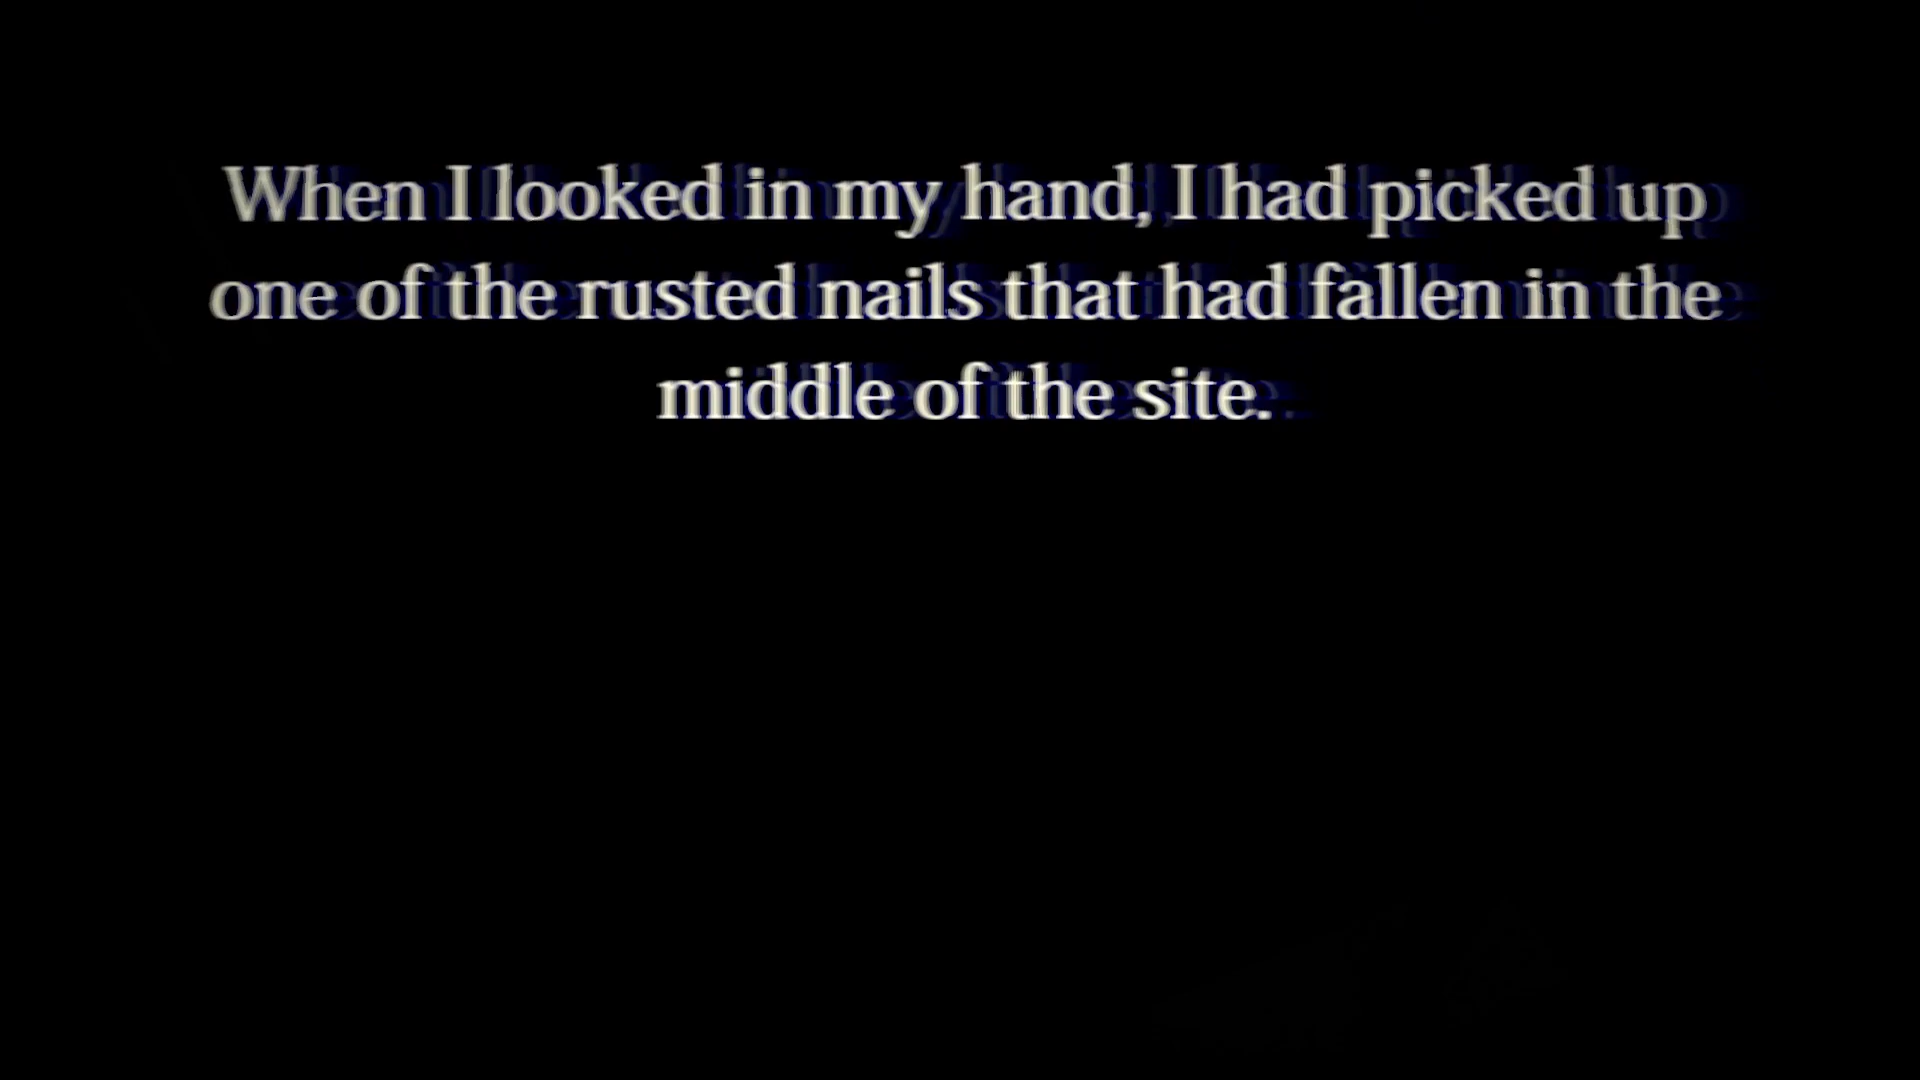 When I looked in my hand, I had picked up
one of the rusted nails that had fallen in the
middle of the site.